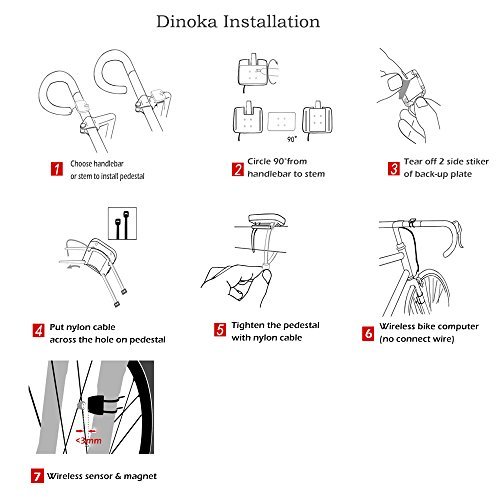 Dinoka Installation
1 Choose handlebar
or stem to install pedestal
90°
2 Circle 90°from
handlebar to stem
3 Tear off 2 side stiker
of back-up plate
4 Put nylon cable
across the hole on pedestal
5 Tighten the pedestal
with nylon cable
6 Wireless bike computer
(no connect wire)
<3mm
7 Wireless sensor & magnet